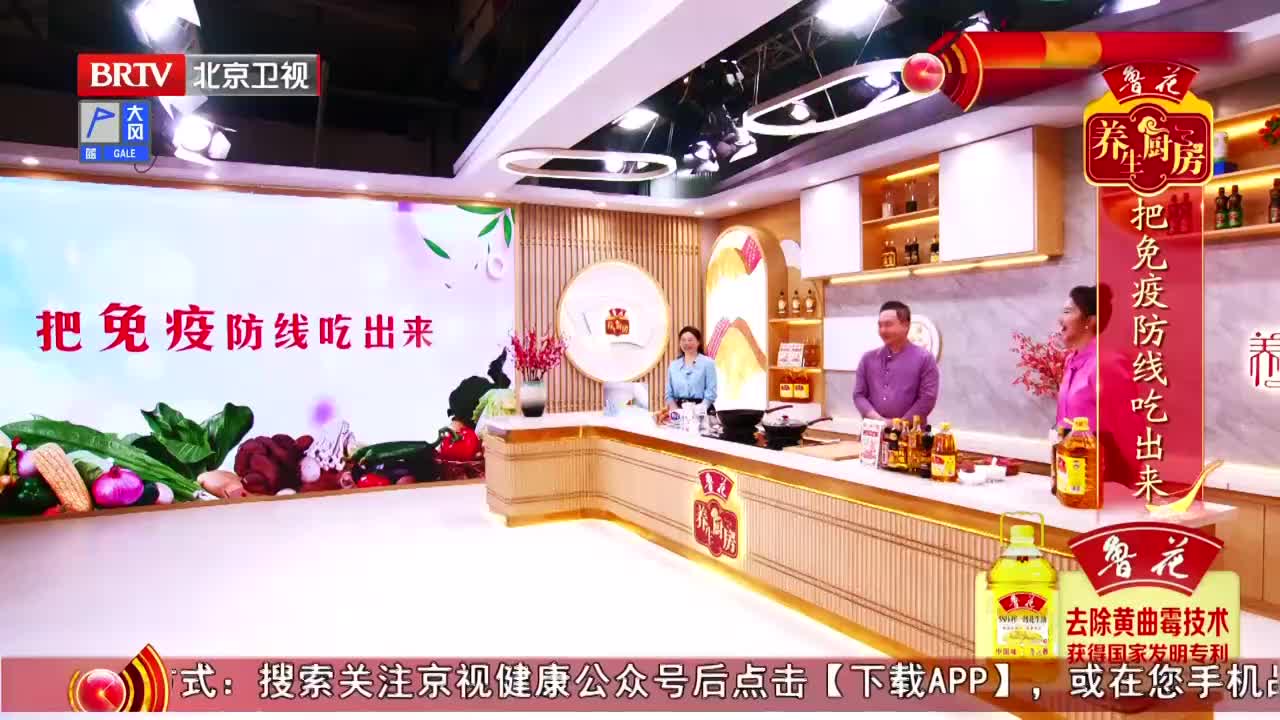 BRTV 北京卫视
大风
GALE
鲁花
养生厨房
把免疫防线吃出来
把免疫防线吃出来
鲁花
养生厨房
鲁花
去除黄曲霉技术
获得国家发明专利
鲁花
方式：搜索关注京视健康公众号后点击【下载APP】，或在您手机